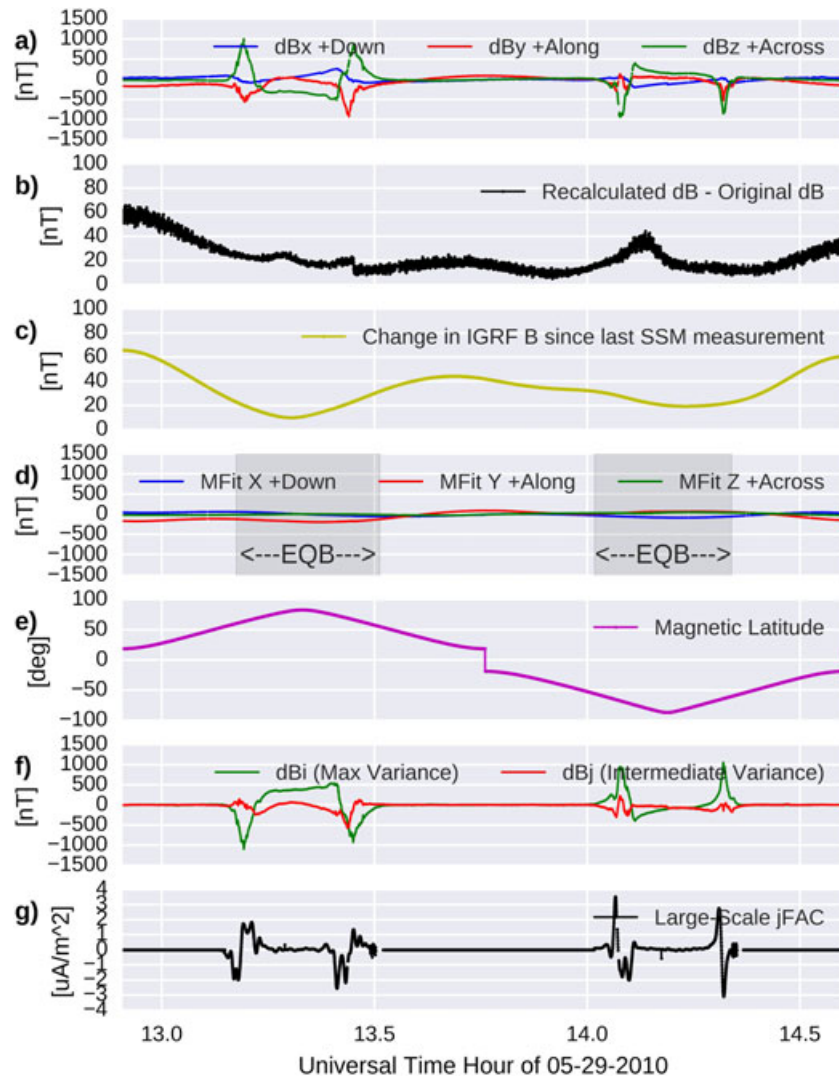 a)
[nT]
1500
1000
500
0
−500
−1000
−1500
dBx +Down
dBy +Along
dBz +Across
b)
[nT]
100
80
60
40
20
0
Recalculated dB - Original dB
c)
[nT]
100
80
60
40
20
0
Change in IGRF B since last SSM measurement
d)
[nT]
1500
1000
500
0
−500
−1000
−1500
MFit X +Down
MFit Y +Along
MFit Z +Across
<---EQB--->
<---EQB--->
e)
[deg]
100
50
0
−50
−100
Magnetic Latitude
f)
[nT]
1500
1000
500
0
−500
−1000
−1500
dBi (Max Variance)
dBj (Intermediate Variance)
g)
[uA/m^2]
4
3
2
1
0
−1
−2
−3
−4
Large-Scale jFAC
13.0
13.5
14.0
14.5
Universal Time Hour of 05-29-2010